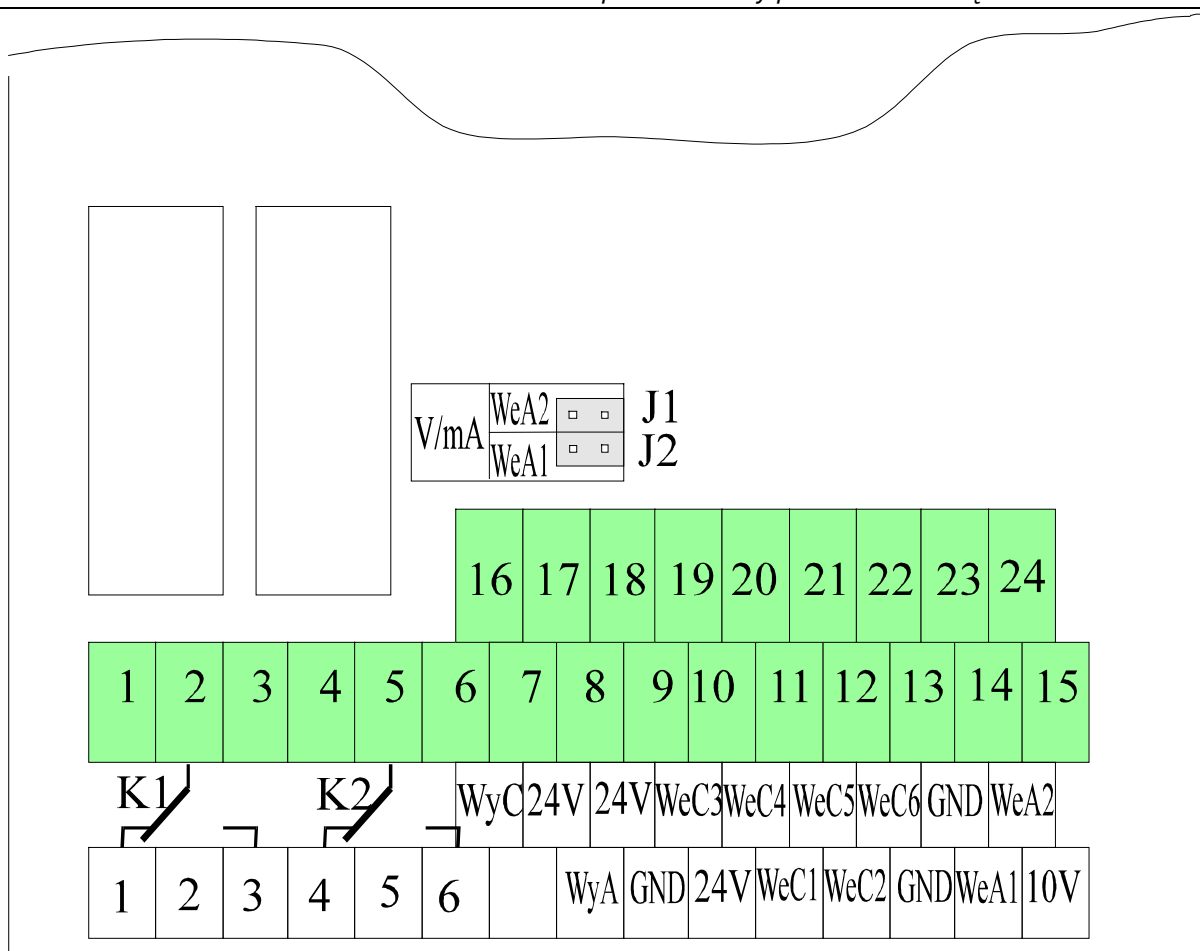 WeA2 J1
V/mA
WeA1 J2
16 17 18 19 20 21 22 23 24
1 2 3 4 5 6 7 8 9 10 11 12 13 14 15
K1 K2 WyC 24V 24V WeC3 WeC4 WeC5 WeC6 GND WeA2
1 2 3 4 5 6 WyA GND 24V WeC1 WeC2 GND WeA1 10V